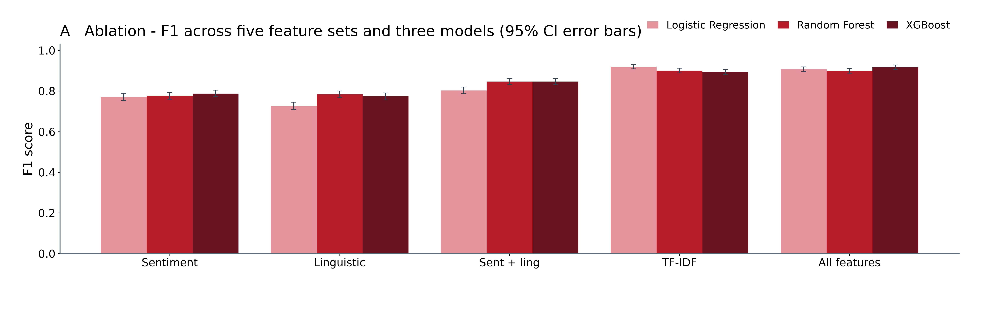 A Ablation - F1 across five feature sets and three models (95% CI error bars)
Logistic Regression
Random Forest
XGBoost
F1 score
1.0
0.8
0.6
0.4
0.2
0.0
Sentiment
Linguistic
Sent + ling
TF-IDF
All features